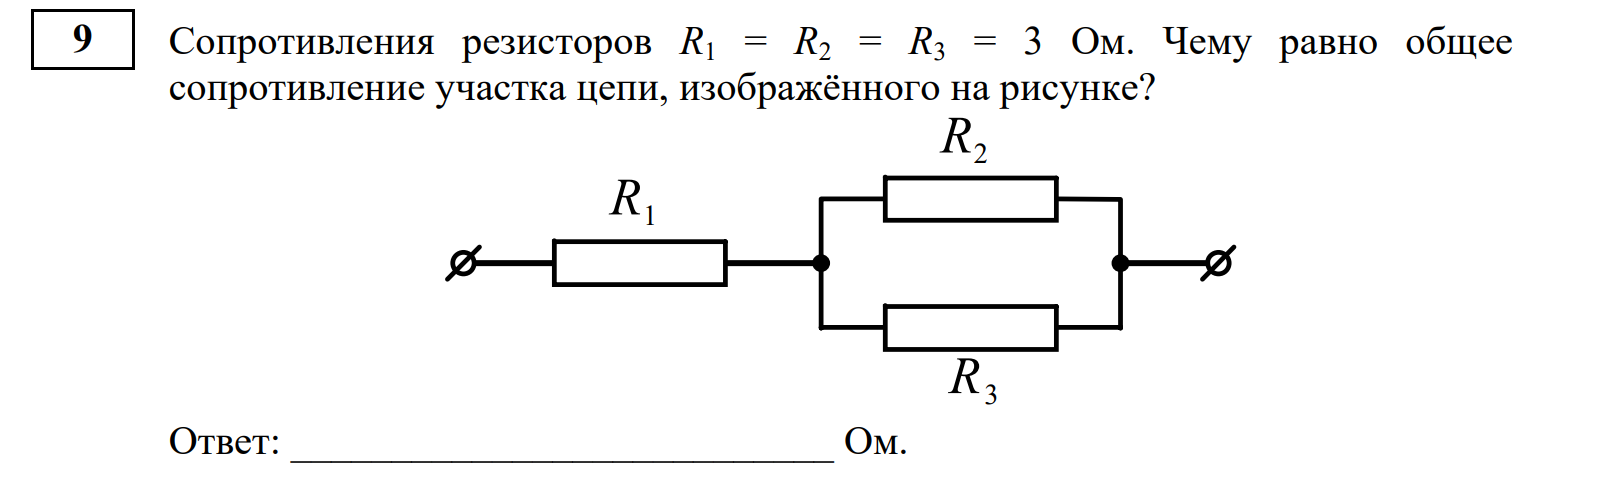 9
Сопротивления резисторов R₁ = R₂ = R₃ = 3 Ом. Чему равно общее
сопротивление участка цепи, изображённого на рисунке?
R₂
R₁
R₃
Ответ: ___________________________ Ом.